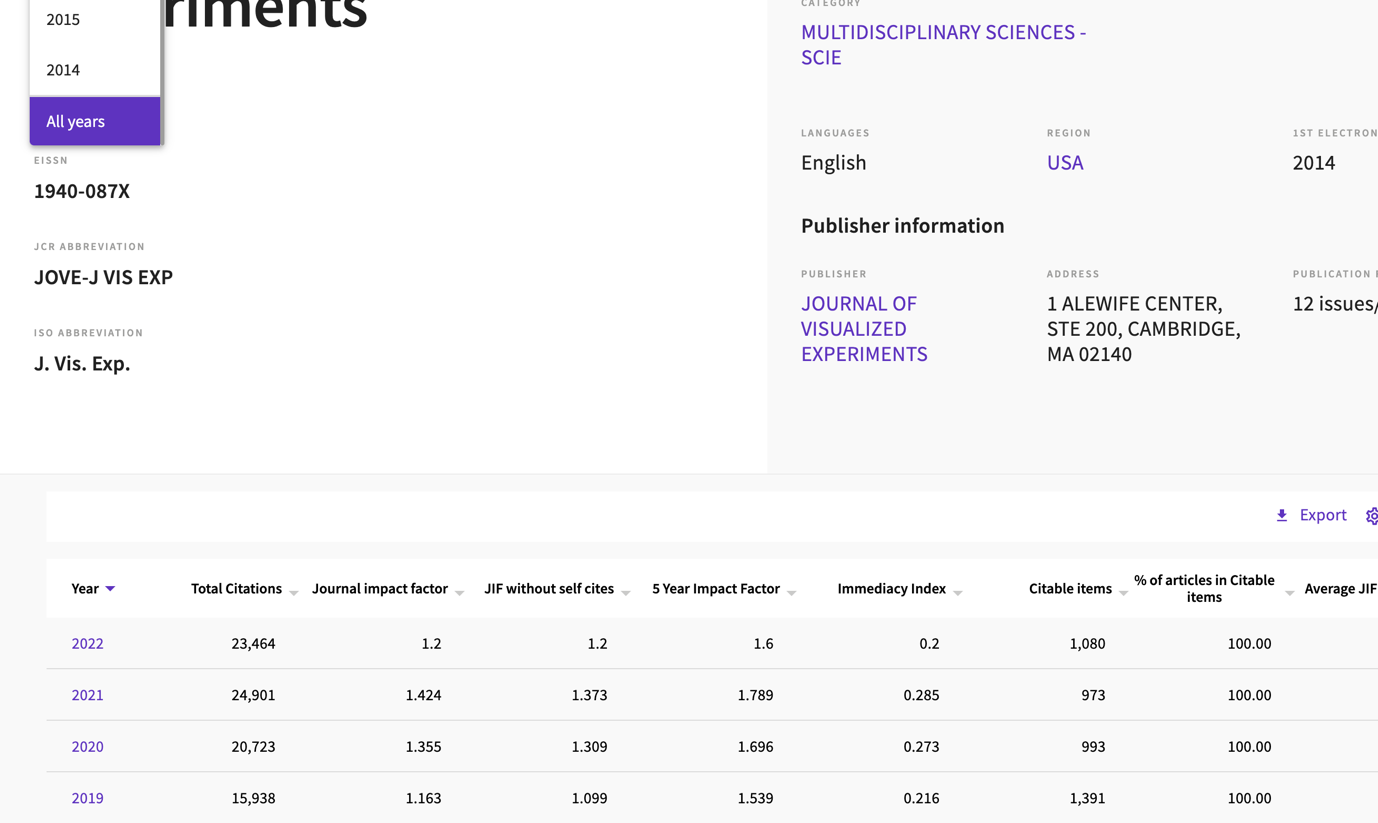 riments
2015
2014
All years
EISSN
1940-087X
JCR ABBREVIATION
JOVE-J VIS EXP
ISO ABBREVIATION
J. Vis. Exp.
CATEGORY
MULTIDISCIPLINARY SCIENCES -
SCIE
LANGUAGES REGION 1ST ELECTRON
English USA 2014
Publisher information
PUBLISHER ADDRESS PUBLICATION
JOURNAL OF 1 ALEWIFE CENTER, 12 issues/
VISUALIZED STE 200, CAMBRIDGE,
EXPERIMENTS MA 02140
Export
Year Total Citations Journal impact factor JIF without self cites 5 Year Impact Factor Immediacy Index Citable items % of articles in Citable items Average JIF
2022 23,464 1.2 1.2 1.6 0.2 1,080 100.00
2021 24,901 1.424 1.373 1.789 0.285 973 100.00
2020 20,723 1.355 1.309 1.696 0.273 993 100.00
2019 15,938 1.163 1.099 1.539 0.216 1,391 100.00